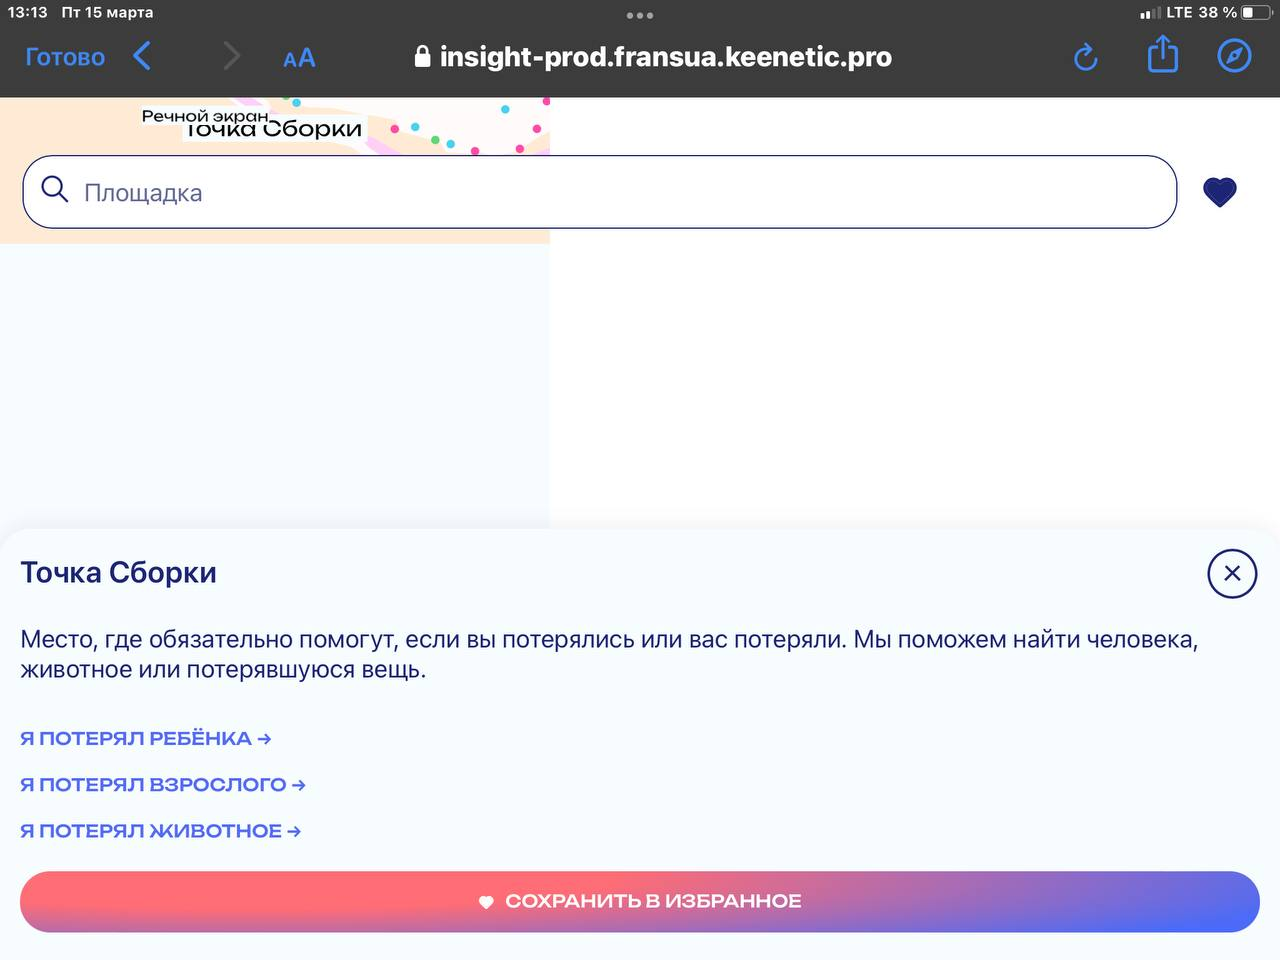 13:13 Пт 15 марта
LTE 38 %
Готово
AA
insight-prod.fransua.keenetic.pro
Речной экран
Точка Сборки
Площадка
Точка Сборки
Место, где обязательно помогут, если вы потерялись или вас потеряли. Мы поможем найти человека,
животное или потерявшуюся вещь.
Я ПОТЕРЯЛ РЕБЁНКА →
Я ПОТЕРЯЛ ВЗРОСЛОГО →
Я ПОТЕРЯЛ ЖИВОТНОЕ →
СОХРАНИТЬ В ИЗБРАННОЕ